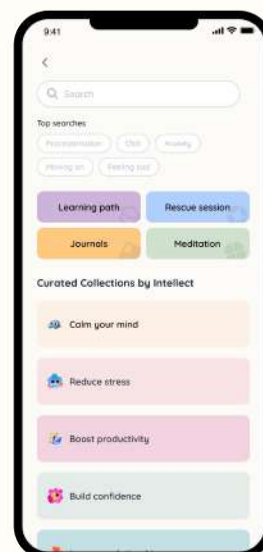 9:41
Search
Top searches
Procrastination Chill Anxiety
Moving on Feeling sad
Learning path Rescue session
Journals Meditation
Curated Collections by Intellect
Calm your mind
Reduce stress
Boost productivity
Build confidence